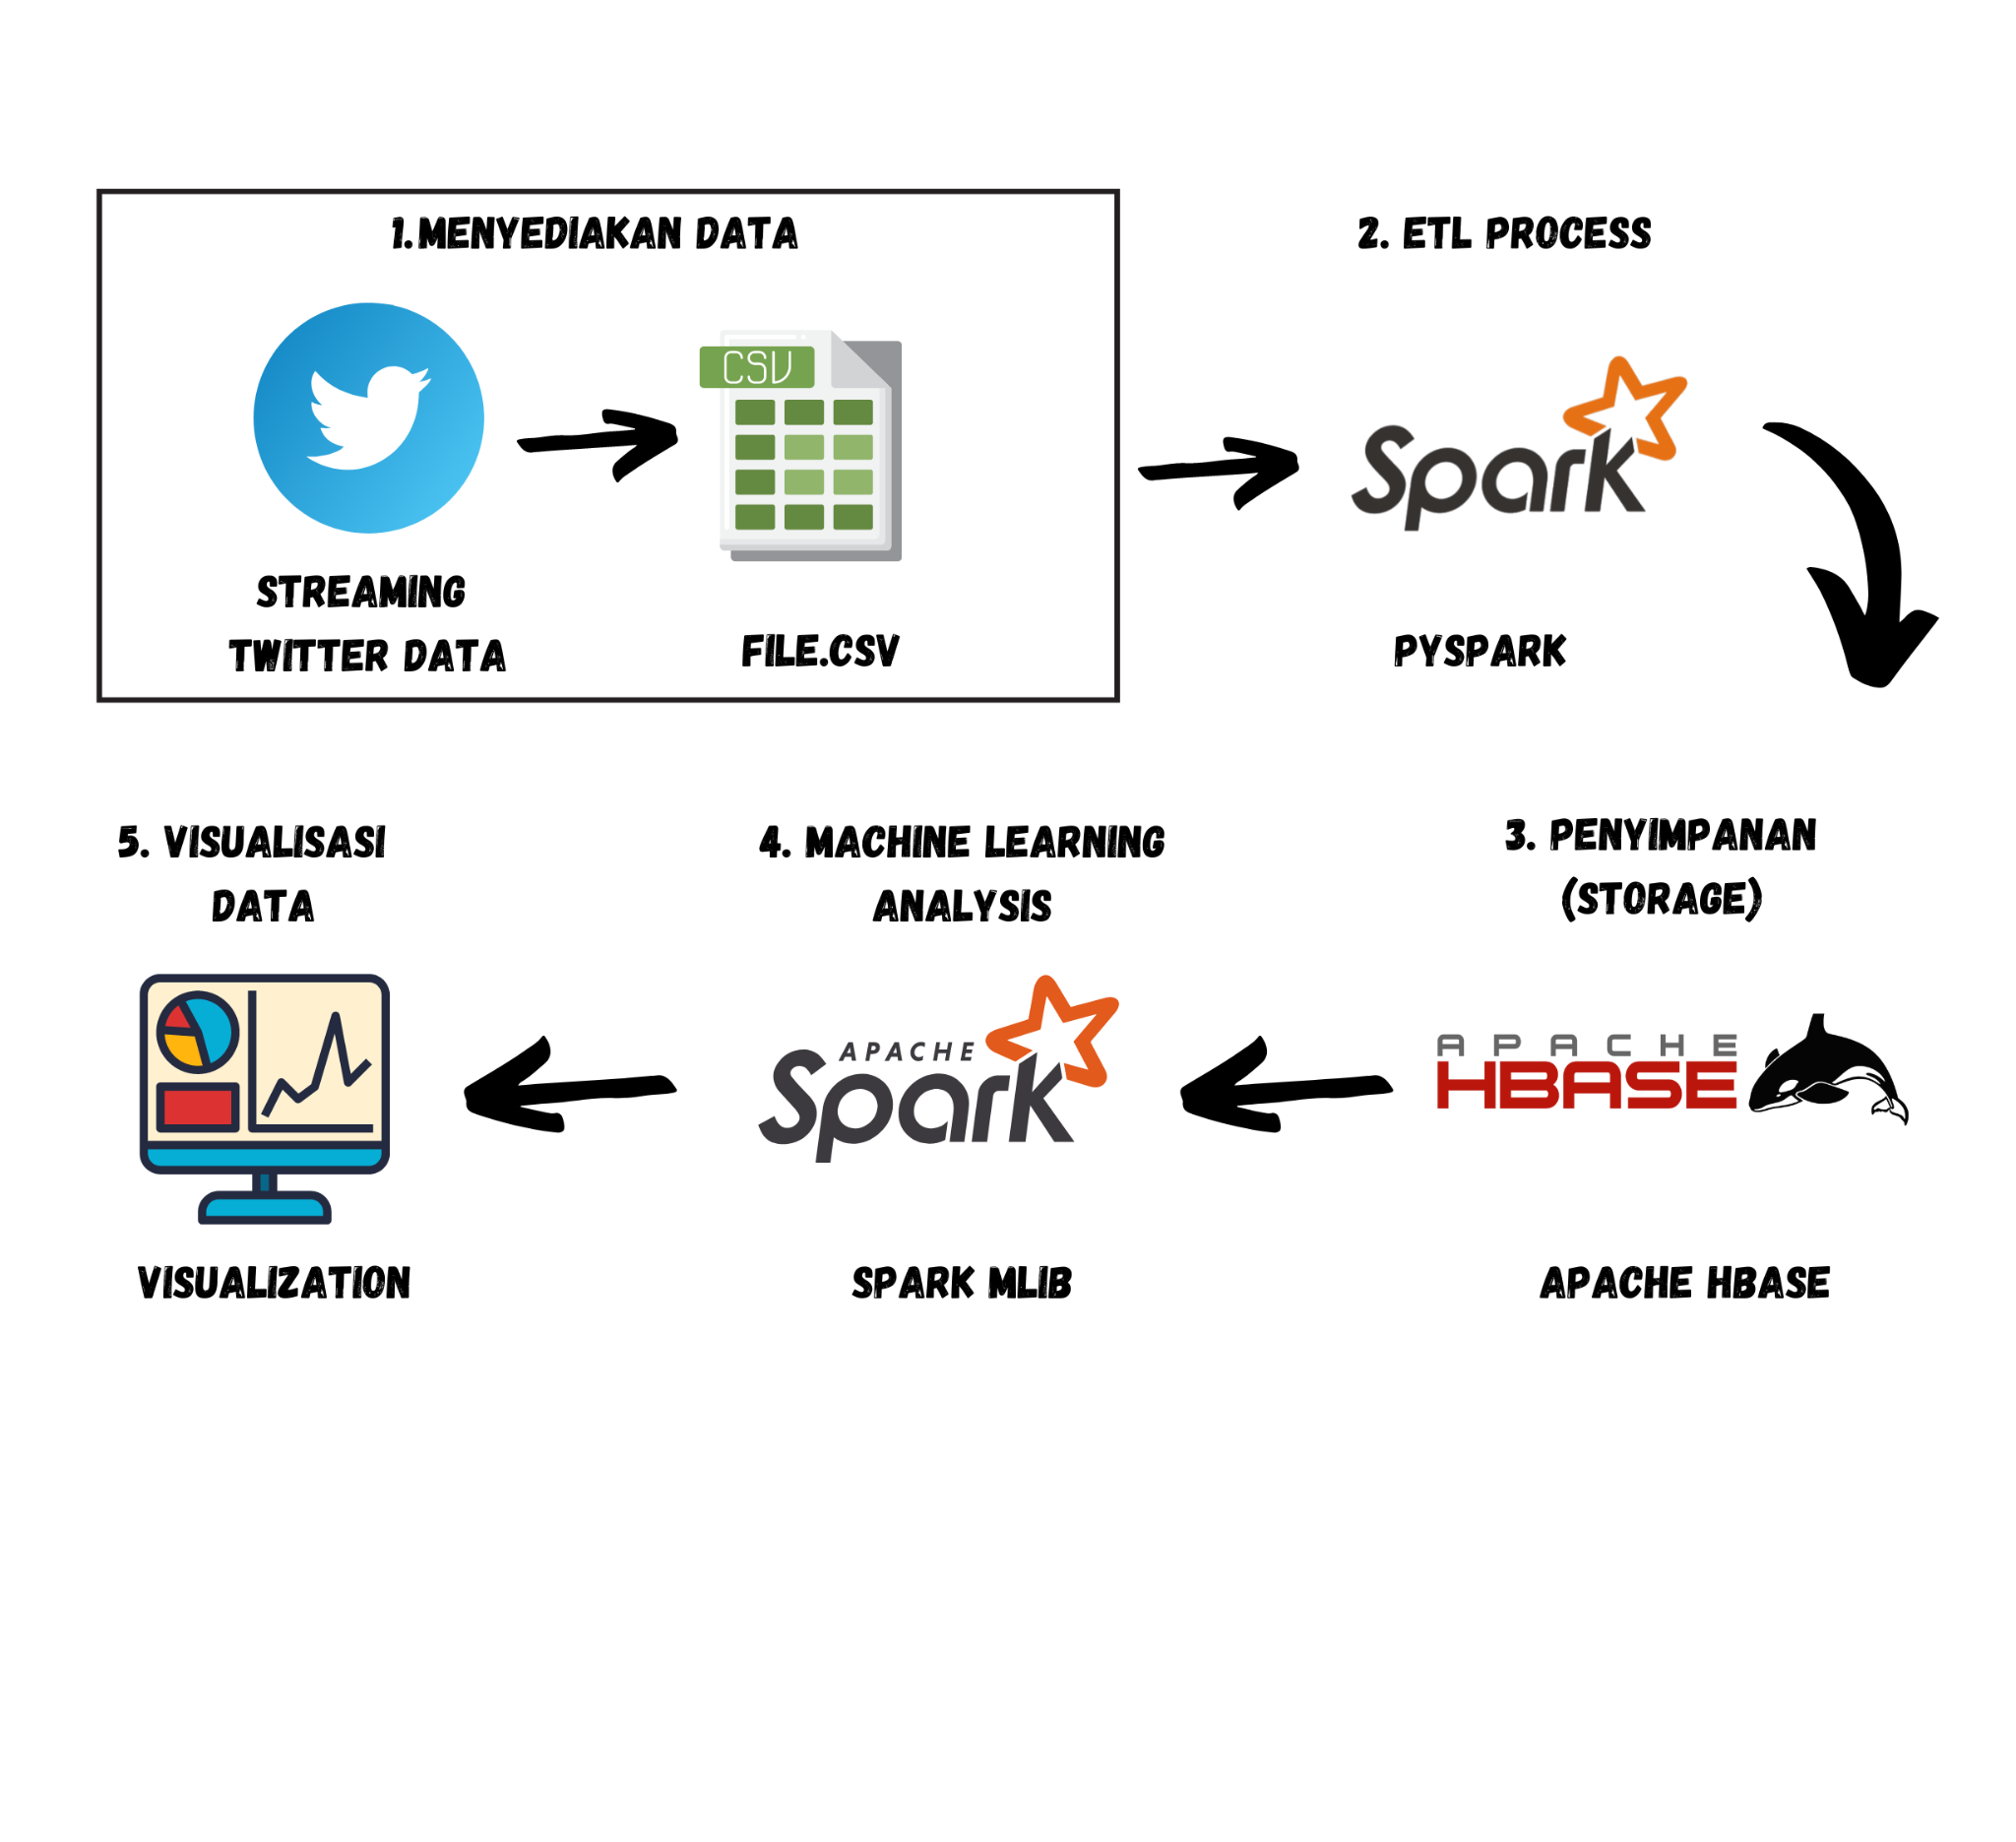 1.MENYEDIAKAN DATA
CSV
STREAMING
TWITTER DATA
FILE.CSV
2. ETL PROCESS
Spark
PYSPARK
3. PENYIMPANAN
(STORAGE)
APACHE
HBASE
APACHE HBASE
4. MACHINE LEARNING
ANALYSIS
APACHE
Spark
SPARK MLIB
5. VISUALISASI
DATA
VISUALIZATION